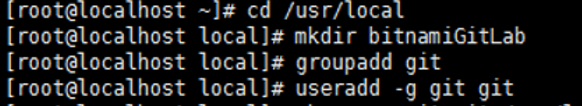 [root@localhost ~]# cd /usr/local
[root@localhost local]# mkdir bitnamiGitLab
[root@localhost local]# groupadd git
[root@localhost local]# useradd -g git git